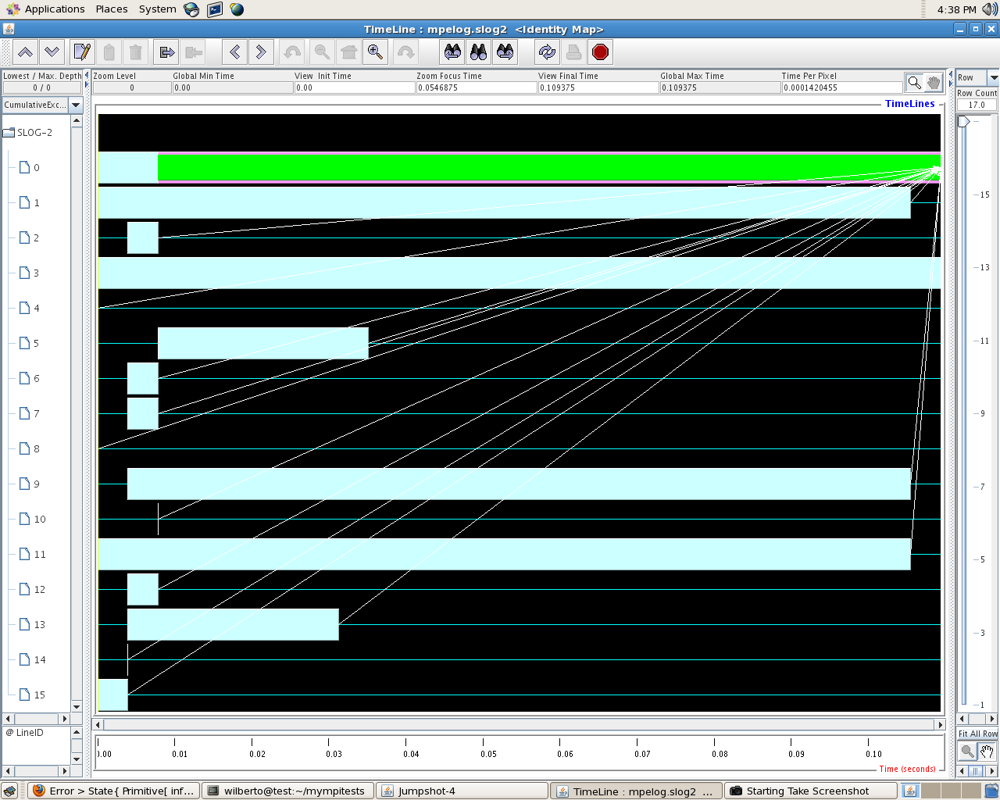 Applications Places System 4:38 PM
TimeLine : mpelog.slog2 <Identity Map>
Lowest / Max. Depth Zoom Level Global Min Time View Init Time Zoom Focus Time View Final Time Global Max Time Time Per Pixel Row
0 / 0 0 0.00 0.00 0.0546875 0.109375 0.109375 0.0001420455
Row Count
17.0
CumulativeExc...
TimeLines
SLOG-2
0
1
2
3
4
5
6
7
8
9
10
11
12
13
14
15
15
13
11
9
7
5
3
1
@ LineID
Fit All Row
0.00 0.01 0.02 0.03 0.04 0.05 0.06 0.07 0.08 0.09 0.10
Time (seconds)
Error > State{ Primitive[ inf... wilberto@test:~/mympitests Jumpshot-4 TimeLine : mpelog.slog2 ... Starting Take Screenshot